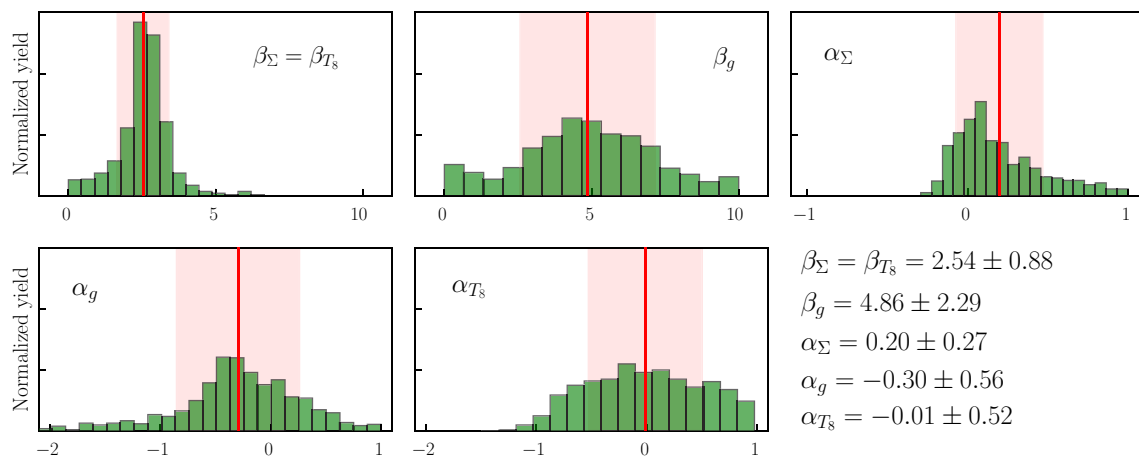 Normalized yield
β_Σ = β_{T_8}
β_g
α_Σ
0 5 10
0 5 10
−1 0 1
Normalized yield
α_g
α_{T_8}
β_Σ = β_{T_8} = 2.54 ± 0.88
β_g = 4.86 ± 2.29
α_Σ = 0.20 ± 0.27
α_g = −0.30 ± 0.56
α_{T_8} = −0.01 ± 0.52
−2 −1 0 1
−2 −1 0 1